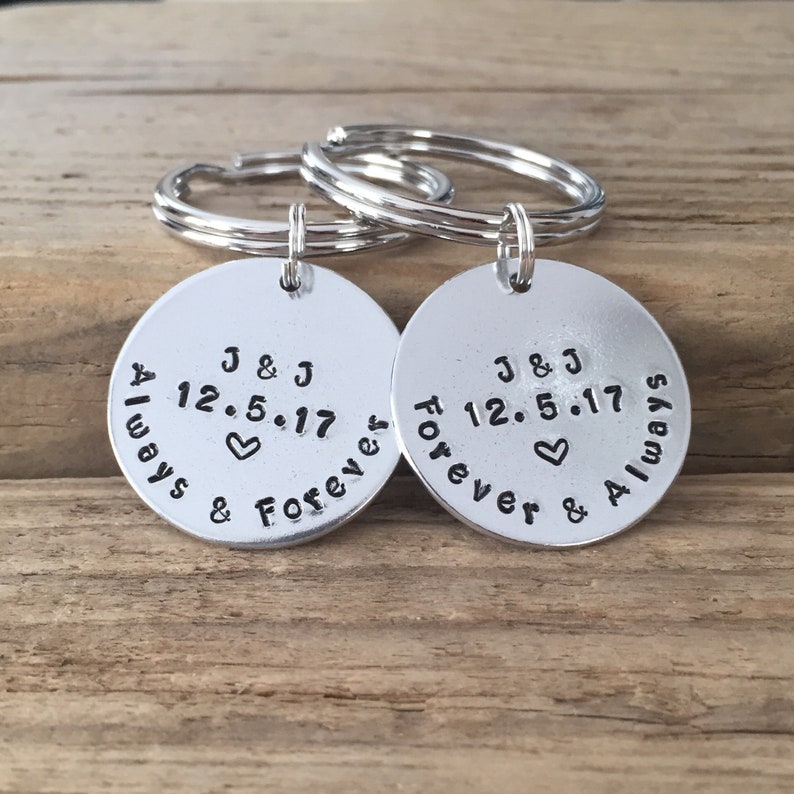 J & J
12.5.17
Always & Forever
J & J
12.5.17
Forever & Always